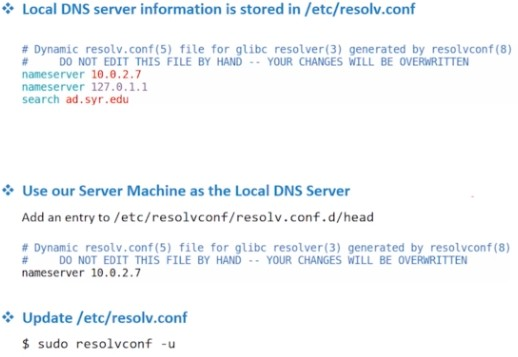 ❖ Local DNS server information is stored in /etc/resolv.conf
# Dynamic resolv.conf(5) file for glibc resolver(3) generated by resolvconf(8)
# DO NOT EDIT THIS FILE BY HAND -- YOUR CHANGES WILL BE OVERWRITTEN
nameserver 10.0.2.7
nameserver 127.0.1.1
search ad.syr.edu
❖ Use our Server Machine as the Local DNS Server
Add an entry to /etc/resolvconf/resolv.conf.d/head
# Dynamic resolv.conf(5) file for glibc resolver(3) generated by resolvconf(8)
# DO NOT EDIT THIS FILE BY HAND -- YOUR CHANGES WILL BE OVERWRITTEN
nameserver 10.0.2.7
❖ Update /etc/resolv.conf
$ sudo resolvconf -u